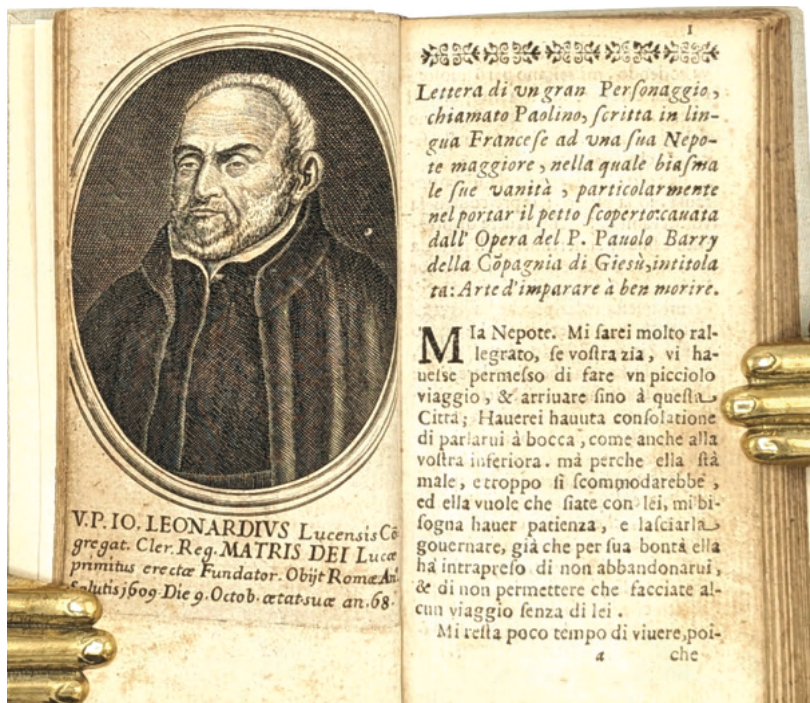 V.P. IO. LEONARDIVS Lucensis Cõ
gregat. Cler. Reg. MATRIS DEI Lucæ
primitus erectæ Fundator. Obijt Romæ An.
Salutis j609 Die 9. Octob. ætat suæ an. 68.
1
Lettera di vn gran Perſonaggio,
chiamato Paolino, ſcritta in lin-
gua Franceſe ad vna ſua Nepo-
te maggiore, nella quale biaſma
le ſue vanità, particolarmente
nel portar il petto ſcoperto: cauata
dall' Opera del P. Pauolo Barry
della Cõpagnia di Giesù, intitola
ta: Arte d'imparare à ben morire.
MIa Nepote. Mi ſarei molto ral-
legrato, ſe voſtra zia, vi ha-
ueſse permeſso di fare vn picciolo
viaggio, & arriuare ſino à queſta
Città; Hauerei hauuta conſolatione
di parlarui à bocca, come anche alla
voſtra inferiora. mà perche ella ſtà
male, e troppo ſi ſcommodarebbe,
ed ella vuole che ſiate con lei, mi bi-
ſogna hauer patienza, e laſciarla
gouernare, già che per ſua bontà ella
ha intrapreſo di non abbandonarui,
& di non permettere che facciate al-
cun viaggio ſenza di lei.
Mi reſta poco tempo di viuere, poi-
a che